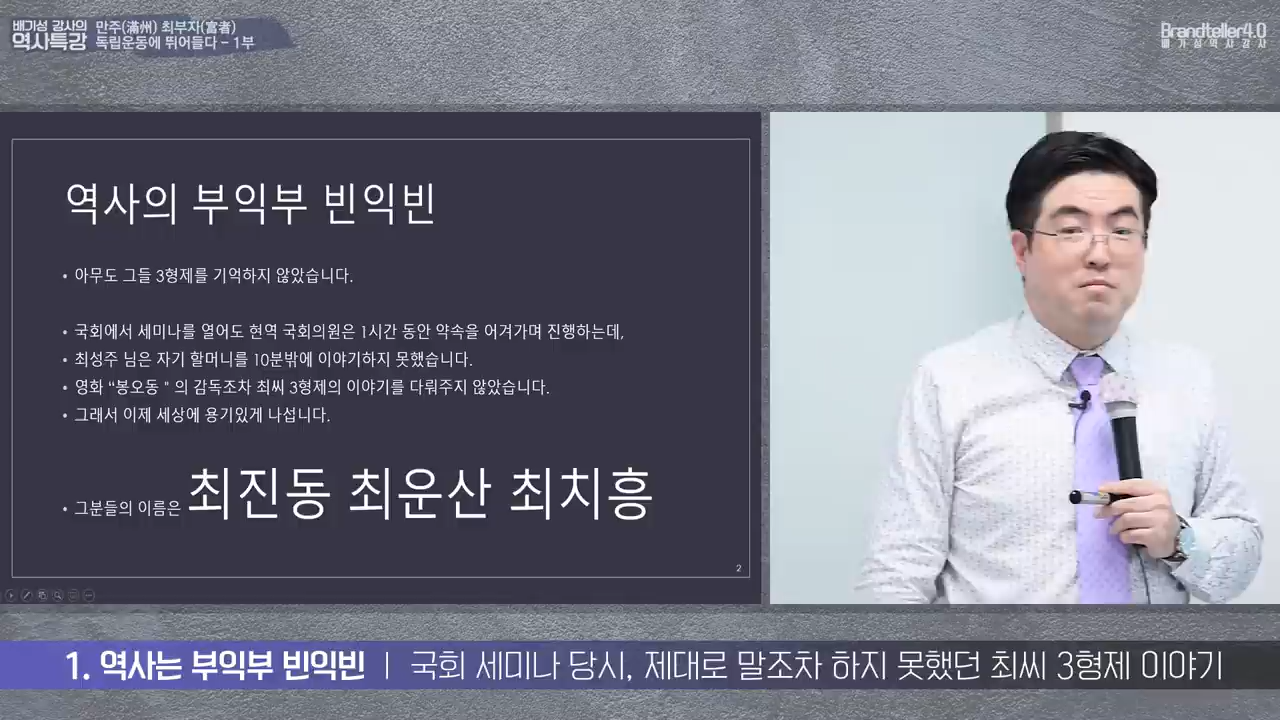 배기성 강사의
역사특강
만주(滿州) 최부자(富者)
독립운동에 뛰어들다 - 1부
Brandteller4.0
배기성역사강사
역사의 부익부 빈익빈
• 아무도 그들 3형제를 기억하지 않았습니다.
• 국회에서 세미나를 열어도 현역 국회의원은 1시간 동안 약속을 어겨가며 진행하는데,
• 최성주 님은 자기 할머니를 10분밖에 이야기하지 못했습니다.
• 영화 “봉오동 " 의 감독조차 최씨 3형제의 이야기를 다뤄주지 않았습니다.
• 그래서 이제 세상에 용기있게 나섭니다.
• 그분들의 이름은 최진동 최운산 최치흥
2
1. 역사는 부익부 빈익빈 | 국회 세미나 당시, 제대로 말조차 하지 못했던 최씨 3형제 이야기